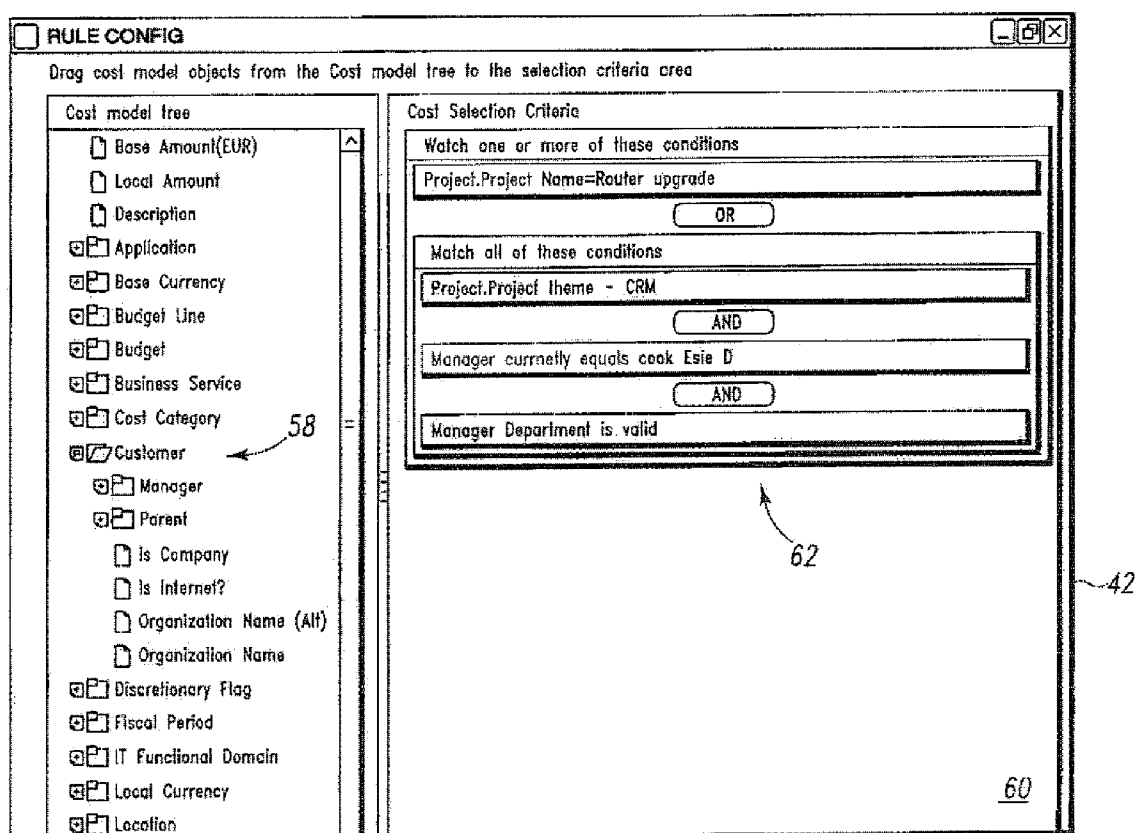 RULE CONFIG
Drag cost model objects from the Cost model tree to the selection criteria area
Cost model tree
Base Amount(EUR)
Local Amount
Description
Application
Base Currency
Budget Line
Budget
Business Service
Cost Category
58
Customer
Manager
Parent
Is Company
Is Internet?
Organization Name (Alt)
Organization Name
Discretionary Flag
Fiscal Period
IT Functional Domain
Local Currency
Location
Cost Selection Criteria
Watch one or more of these conditions
Project.Project Name=Router upgrade
OR
Match all of these conditions
Project.Project theme - CRM
AND
Manager currnetly equals cook Esie D
AND
Manager Department is valid
62
42
60